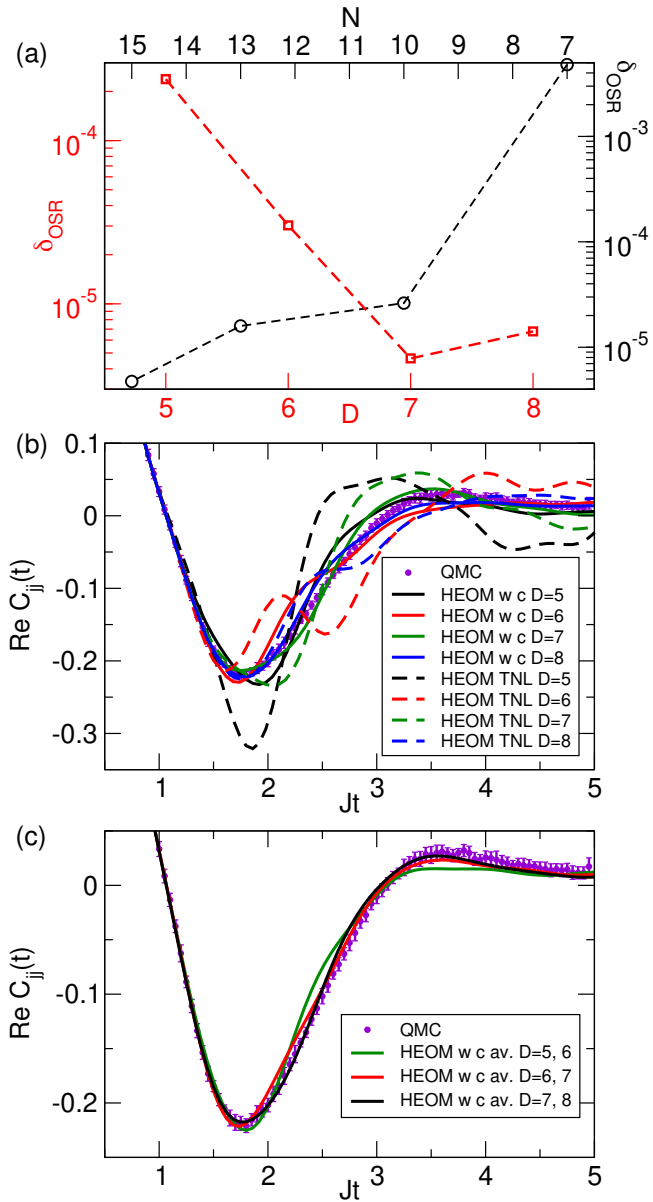 N
15 14 13 12 11 10 9 8 7
(a)
δOSR
10^-4
10^-5
δOSR
10^-3
10^-4
10^-5
5 6 7 8
D
(b)
0.1
0
-0.1
-0.2
-0.3
Re Cjj(t)
QMC
HEOM w c D=5
HEOM w c D=6
HEOM w c D=7
HEOM w c D=8
HEOM TNL D=5
HEOM TNL D=6
HEOM TNL D=7
HEOM TNL D=8
1 2 3 4 5
Jt
(c)
0
-0.1
-0.2
Re Cjj(t)
QMC
HEOM w c av. D=5, 6
HEOM w c av. D=6, 7
HEOM w c av. D=7, 8
1 2 3 4 5
Jt